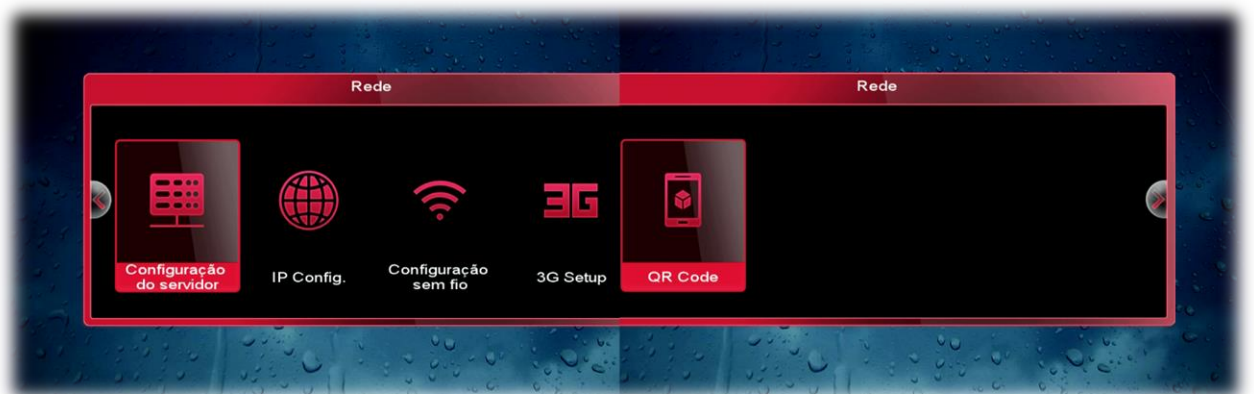 Rede
Configuração
do servidor
IP Config.
Configuração
sem fio
3G
3G Setup
Rede
QR Code